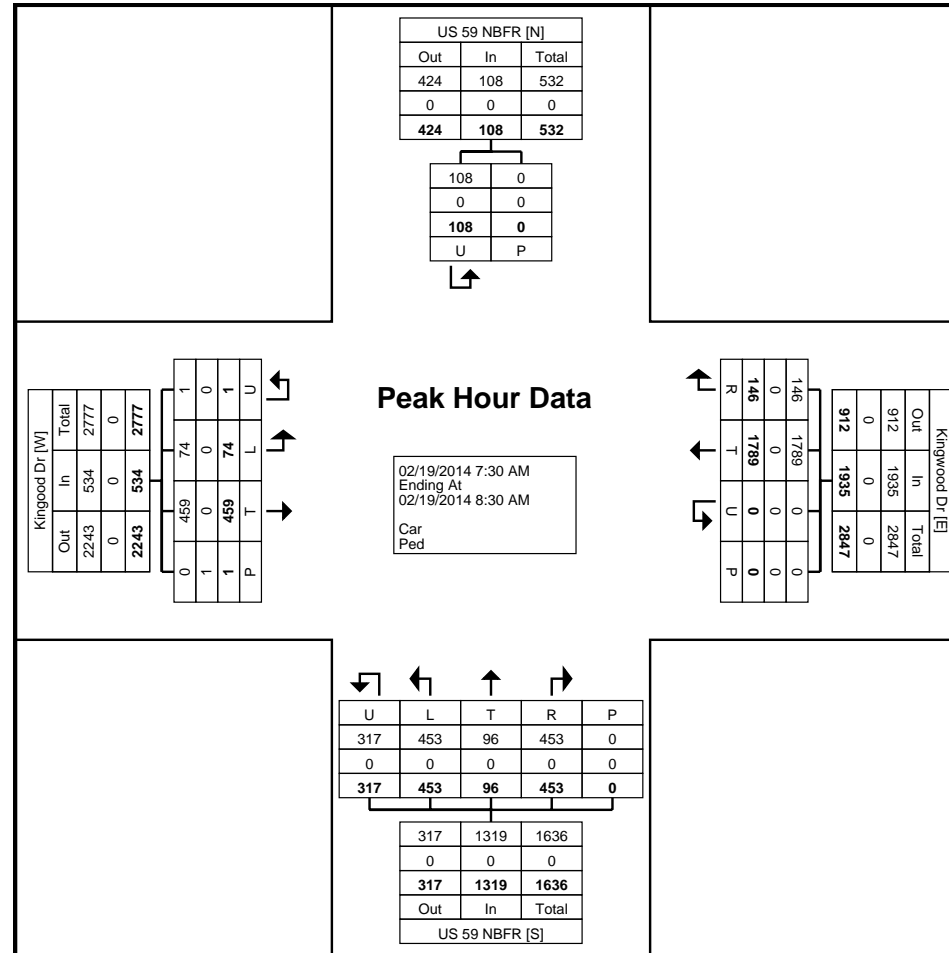 US 59 NBFR [N]
Out In Total
424 108 532
0 0 0
424 108 532
108 0
0 0
108 0
U P
Kingood Dr [W]
Total In Out
2777 534 2243
0 0 0
2777 534 2243
1 74 459 0
0 0 0 1
1 74 459 1
U L T P
Peak Hour Data
02/19/2014 7:30 AM
Ending At
02/19/2014 8:30 AM
Car
Ped
R T U P
146 1789 0 0
0 0 0 0
146 1789 0 0
912 1935 2847
0 0 0
912 1935 2847
Out In Total
Kingwood Dr [E]
U L T R P
317 453 96 453 0
0 0 0 0 0
317 453 96 453 0
317 1319 1636
0 0 0
317 1319 1636
Out In Total
US 59 NBFR [S]